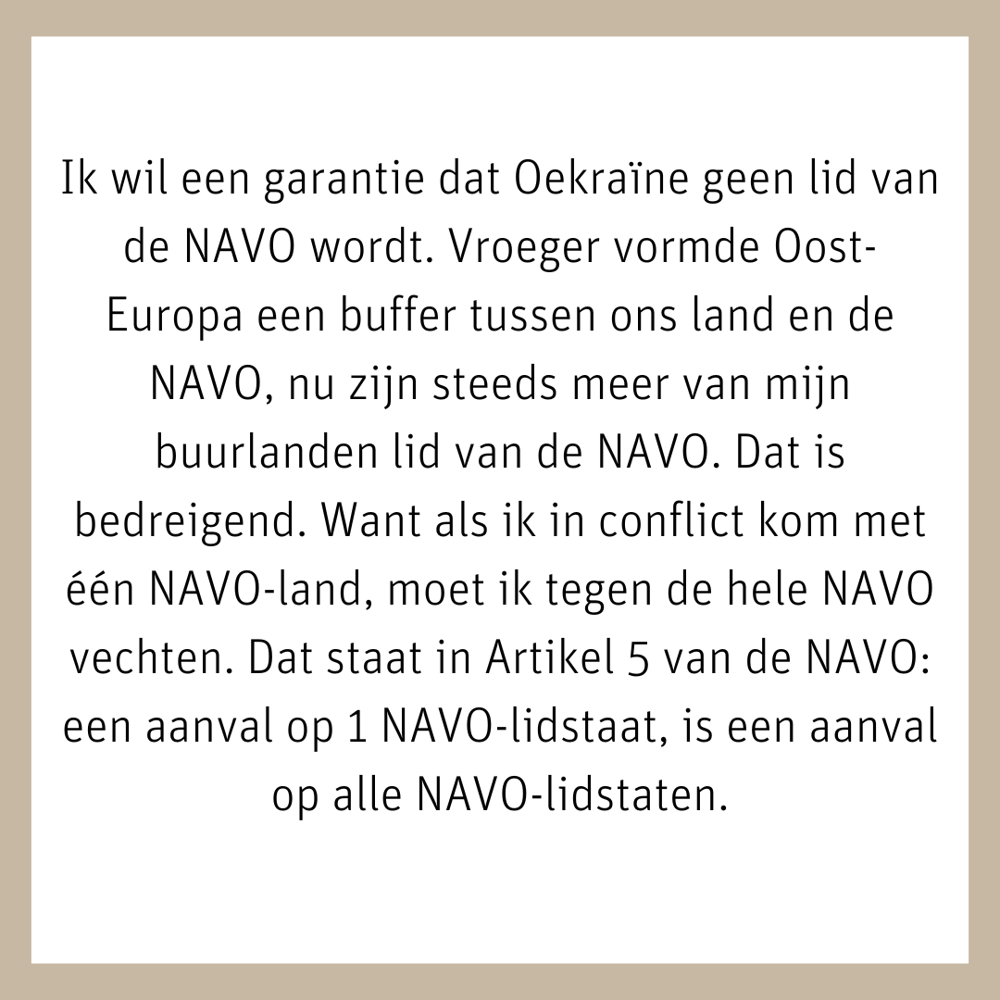 Ik wil een garantie dat Oekraïne geen lid van
de NAVO wordt. Vroeger vormde Oost-
Europa een buffer tussen ons land en de
NAVO, nu zijn steeds meer van mijn
buurlanden lid van de NAVO. Dat is
bedreigend. Want als ik in conflict kom met
één NAVO-land, moet ik tegen de hele NAVO
vechten. Dat staat in Artikel 5 van de NAVO:
een aanval op 1 NAVO-lidstaat, is een aanval
op alle NAVO-lidstaten.